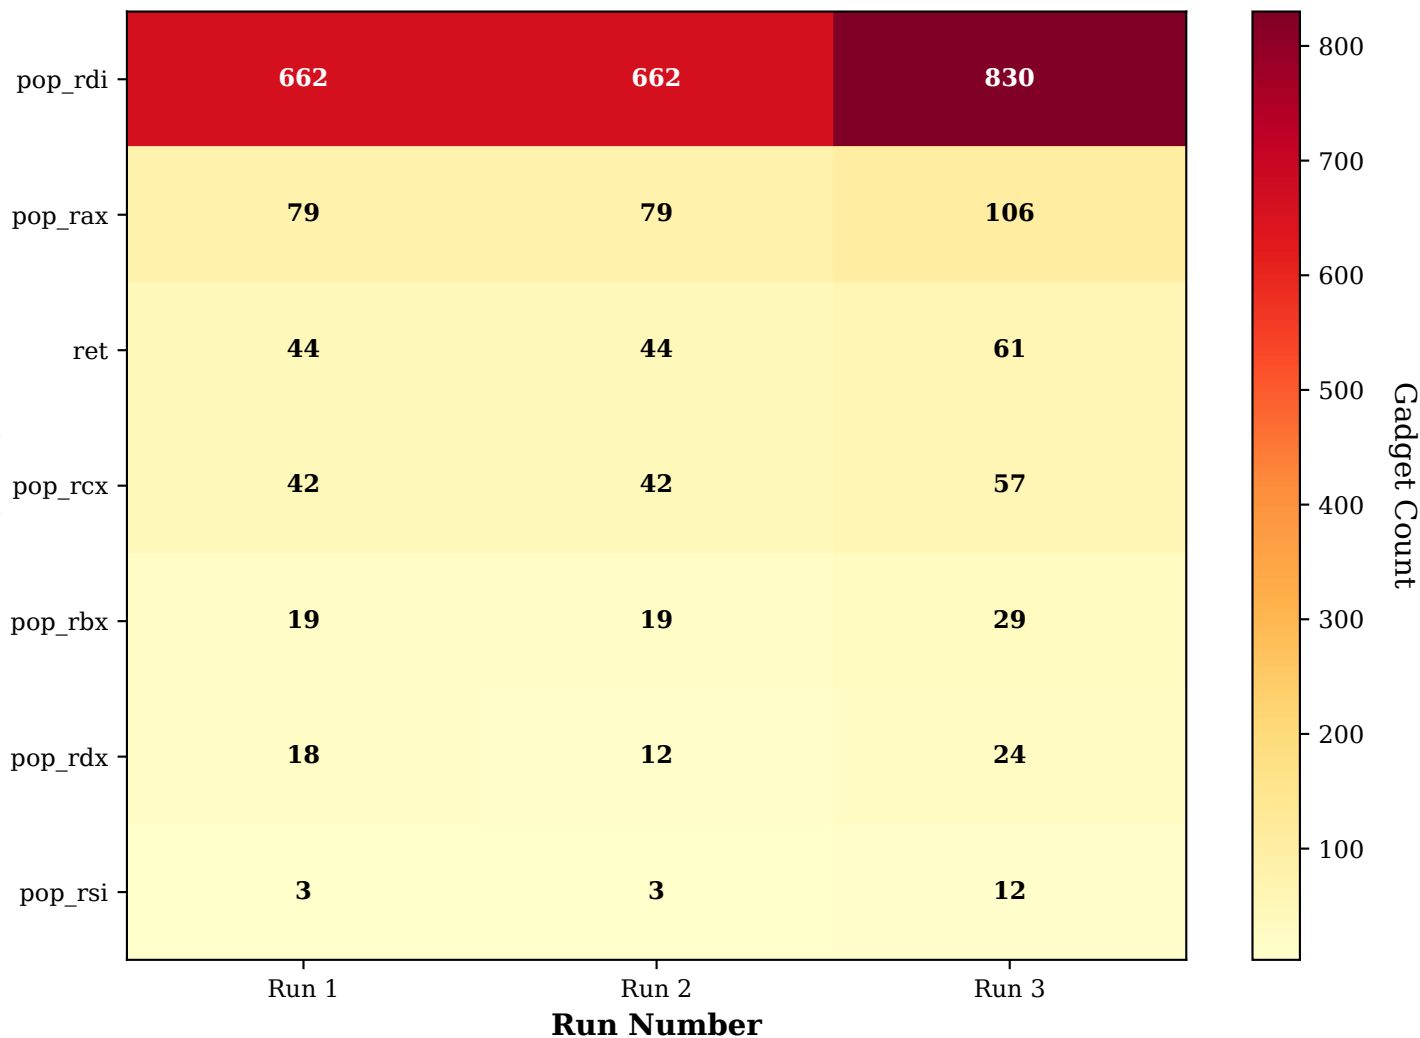 pop_rdi 662 662 830
pop_rax 79 79 106
ret 44 44 61
pop_rcx 42 42 57
pop_rbx 19 19 29
pop_rdx 18 12 24
pop_rsi 3 3 12
Run 1 Run 2 Run 3
Run Number
800
700
600
500
400
300
200
100
Gadget Count